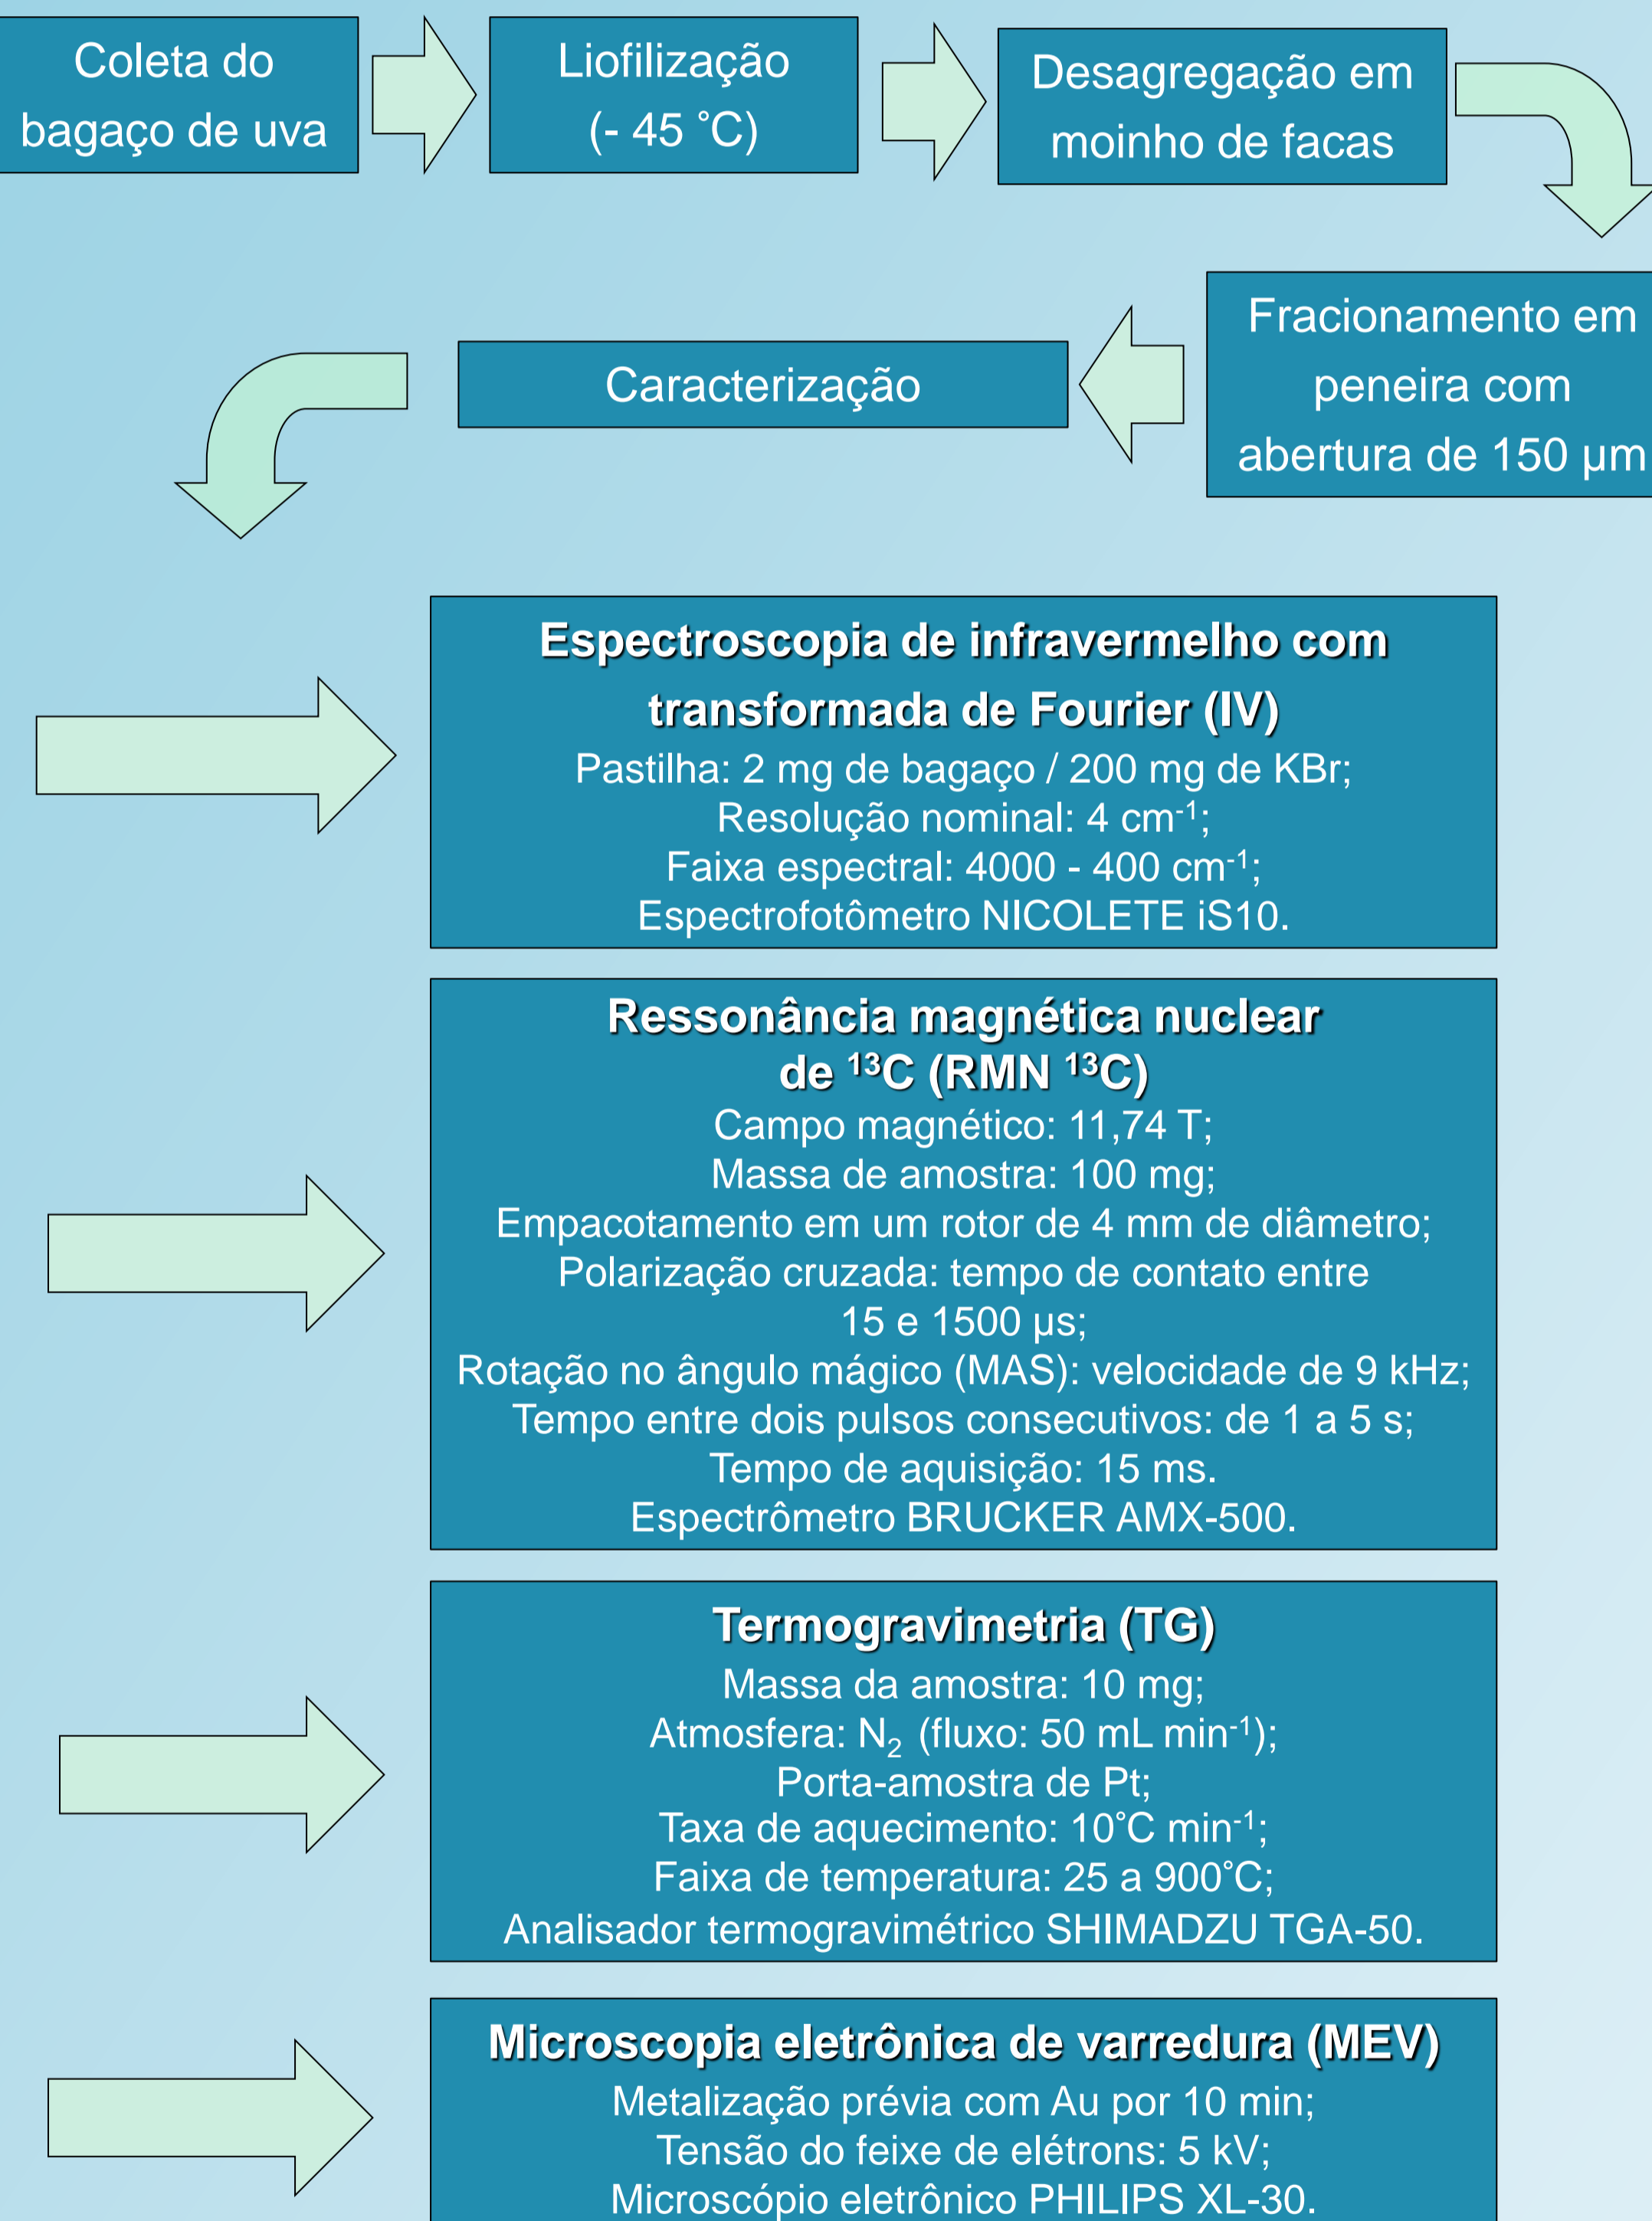 Coleta do
bagaço de uva
Liofilização
(- 45 °C)
Desagregação em
moinho de facas
Fracionamento em
peneira com
abertura de 150 µm
Caracterização
Espectroscopia de infravermelho com
transformada de Fourier (IV)
Pastilha: 2 mg de bagaço / 200 mg de KBr;
Resolução nominal: 4 cm⁻¹;
Faixa espectral: 4000 - 400 cm⁻¹;
Espectrofotômetro NICOLETE iS10.
Ressonância magnética nuclear
de ¹³C (RMN ¹³C)
Campo magnético: 11,74 T;
Massa de amostra: 100 mg;
Empacotamento em um rotor de 4 mm de diâmetro;
Polarização cruzada: tempo de contato entre
15 e 1500 µs;
Rotação no ângulo mágico (MAS): velocidade de 9 kHz;
Tempo entre dois pulsos consecutivos: de 1 a 5 s;
Tempo de aquisição: 15 ms.
Espectrômetro BRUCKER AMX-500.
Termogravimetria (TG)
Massa da amostra: 10 mg;
Atmosfera: N₂ (fluxo: 50 mL min⁻¹);
Porta-amostra de Pt;
Taxa de aquecimento: 10°C min⁻¹;
Faixa de temperatura: 25 a 900°C;
Analisador termogravimétrico SHIMADZU TGA-50.
Microscopia eletrônica de varredura (MEV)
Metalização prévia com Au por 10 min;
Tensão do feixe de elétrons: 5 kV;
Microscópio eletrônico PHILIPS XL-30.